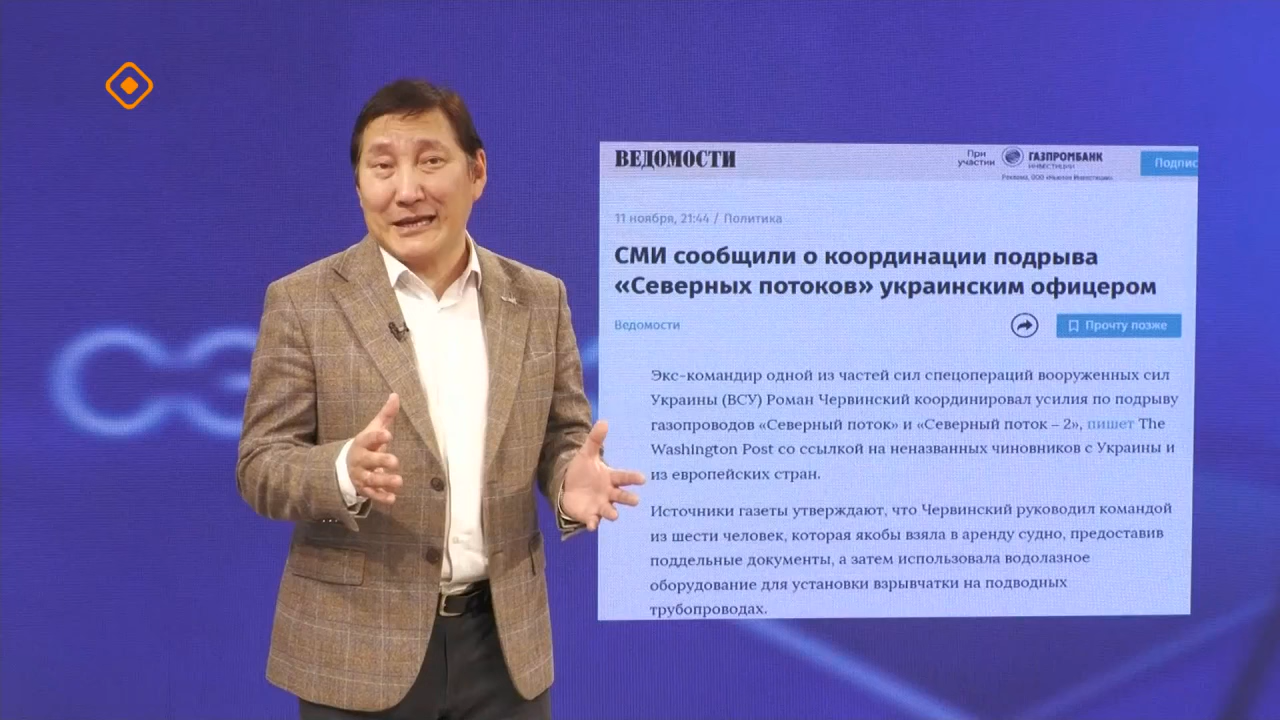 ВЕДОМОСТИ
При участии
ГАЗПРОМБАНК
ИНВЕСТИЦИИ
Подпис
11 ноября, 21:44 / Политика
СМИ сообщили о координации подрыва
«Северных потоков» украинским офицером
Ведомости
Прочту позже
Экс-командир одной из частей сил спецопераций вооруженных сил
Украины (ВСУ) Роман Червинский координировал усилия по подрыву
газопроводов «Северный поток» и «Северный поток – 2», пишет The
Washington Post со ссылкой на неназванных чиновников с Украины и
из европейских стран.
Источники газеты утверждают, что Червинский руководил командой
из шести человек, которая якобы взяла в аренду судно, предоставив
поддельные документы, а затем использовала водолазное
оборудование для установки взрывчатки на подводных
трубопроводах.